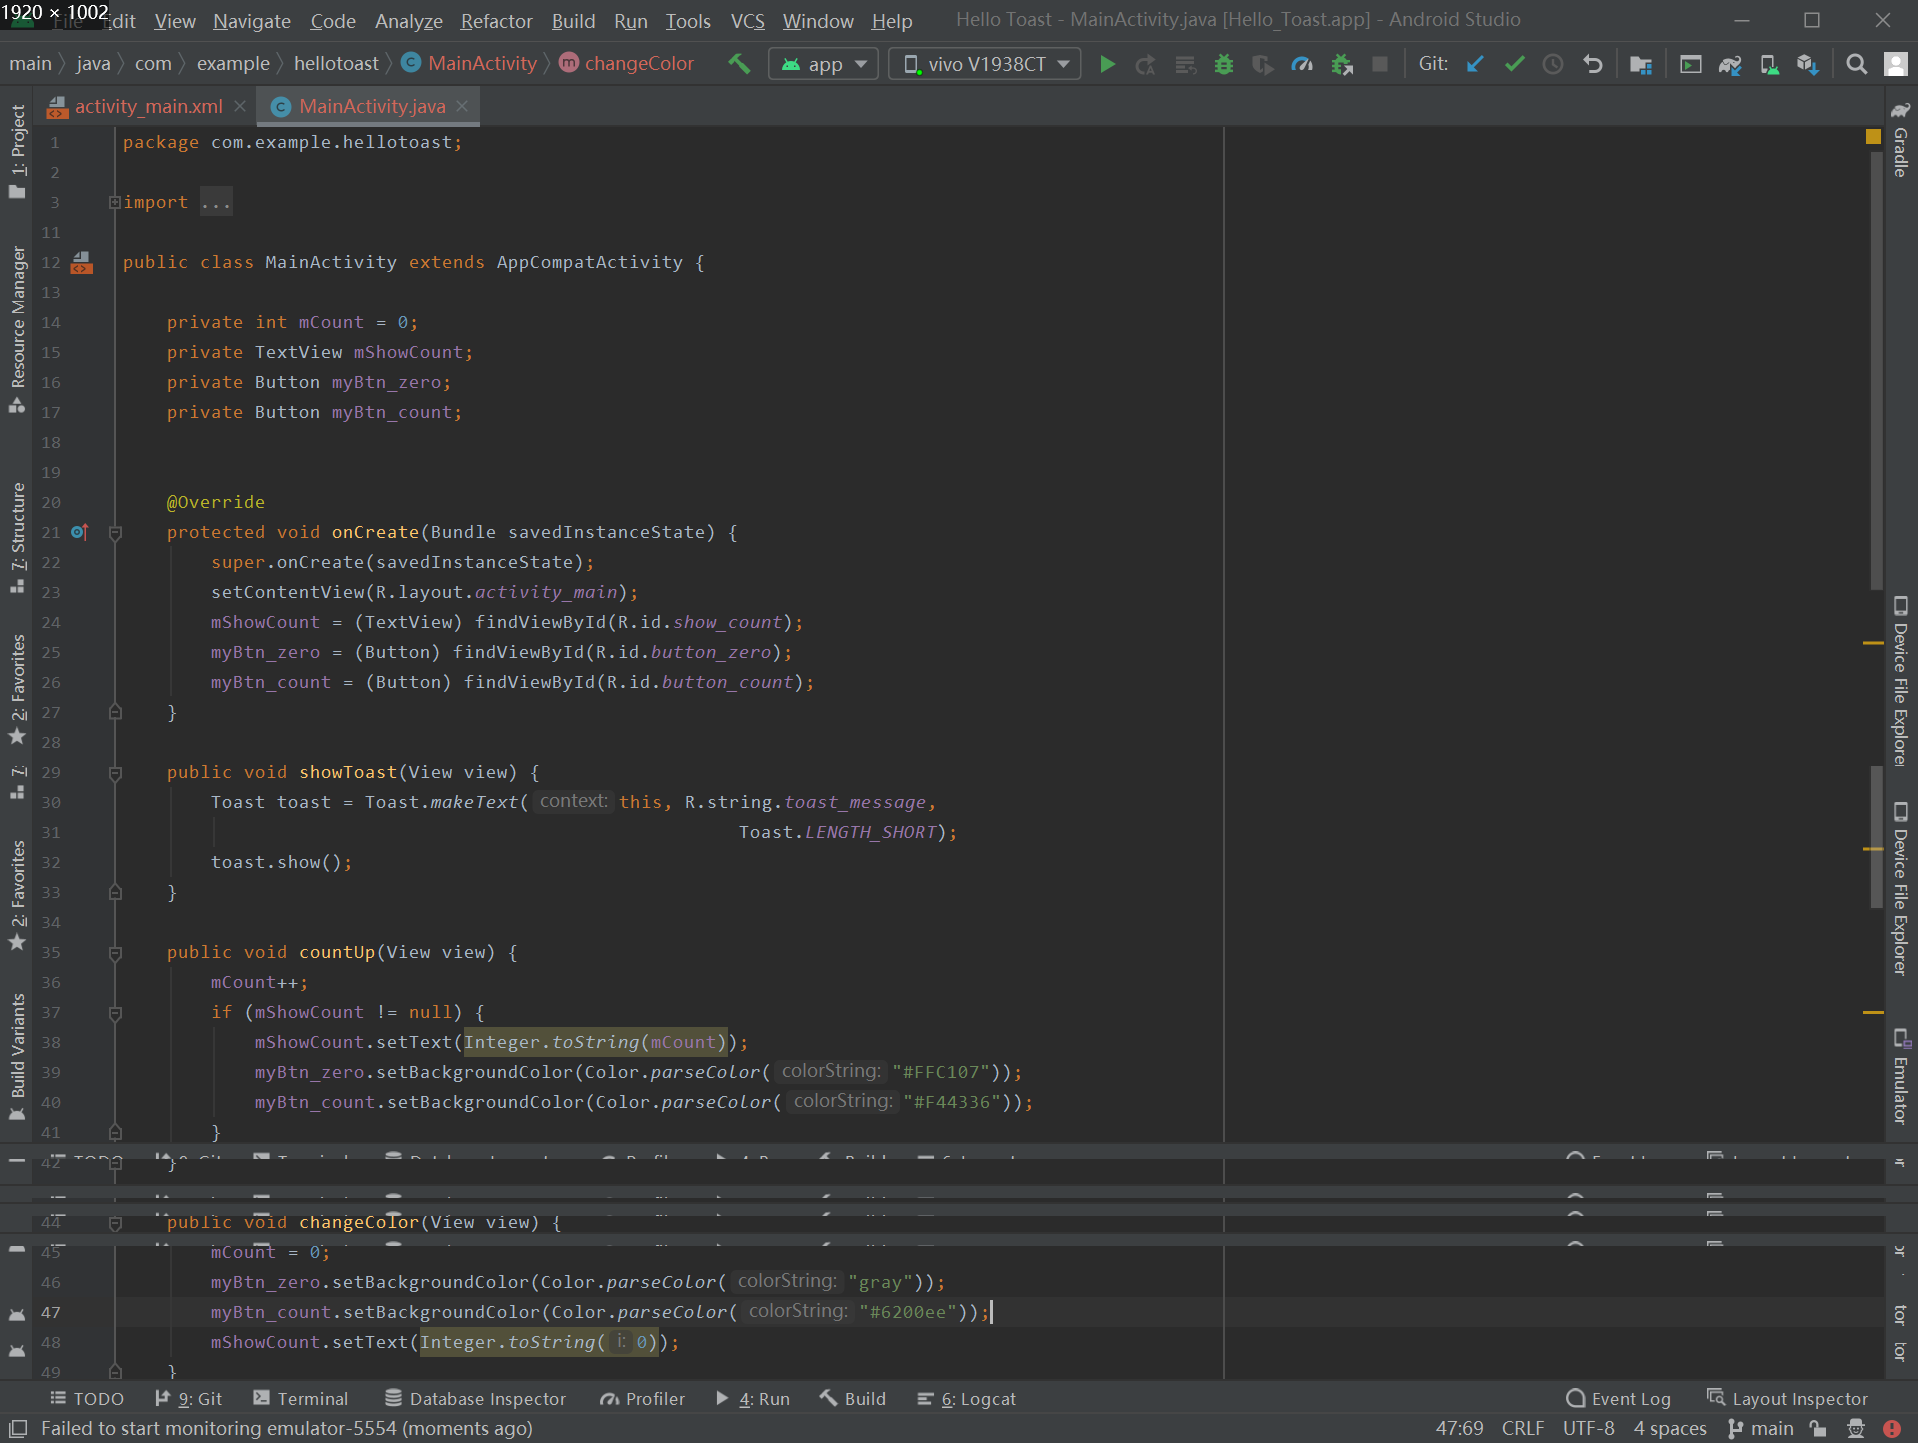 1920 × 1002
Edit View Navigate Code Analyze Refactor Build Run Tools VCS Window Help Hello Toast - MainActivity.java [Hello_Toast.app] - Android Studio
main java com example hellotoast MainActivity changeColor app vivo V1938CT Git:
activity_main.xml MainActivity.java
1 package com.example.hellotoast;
2
3 import ...
11
12 public class MainActivity extends AppCompatActivity {
13
14 private int mCount = 0;
15 private TextView mShowCount;
16 private Button myBtn_zero;
17 private Button myBtn_count;
18
19
20 @Override
21 protected void onCreate(Bundle savedInstanceState) {
22 super.onCreate(savedInstanceState);
23 setContentView(R.layout.activity_main);
24 mShowCount = (TextView) findViewById(R.id.show_count);
25 myBtn_zero = (Button) findViewById(R.id.button_zero);
26 myBtn_count = (Button) findViewById(R.id.button_count);
27 }
28
29 public void showToast(View view) {
30 Toast toast = Toast.makeText( context: this, R.string.toast_message,
31 Toast.LENGTH_SHORT);
32 toast.show();
33 }
34
35 public void countUp(View view) {
36 mCount++;
37 if (mShowCount != null) {
38 mShowCount.setText(Integer.toString(mCount));
39 myBtn_zero.setBackgroundColor(Color.parseColor( colorString: "#FFC107"));
40 myBtn_count.setBackgroundColor(Color.parseColor( colorString: "#F44336"));
41 }
42 }
44 public void changeColor(View view) {
45 mCount = 0;
46 myBtn_zero.setBackgroundColor(Color.parseColor( colorString: "gray"));
47 myBtn_count.setBackgroundColor(Color.parseColor( colorString: "#6200ee"));
48 mShowCount.setText(Integer.toString( i: 0));
49 }
1: Project
Resource Manager
7: Structure
2: Favorites
7:
2: Favorites
Build Variants
Gradle
Device File Explorer
Device File Explorer
Emulator
tor
tor
TODO 9: Git Terminal Database Inspector Profiler 4: Run Build 6: Logcat Event Log Layout Inspector
Failed to start monitoring emulator-5554 (moments ago) 47:69 CRLF UTF-8 4 spaces main